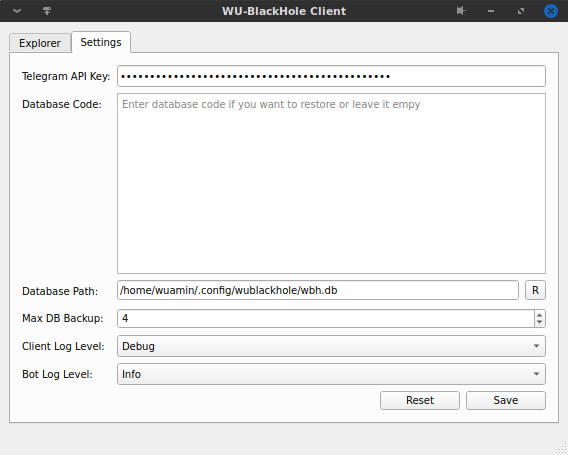 WU-BlackHole Client
Explorer Settings
Telegram API Key: ••••••••••••••••••••••••••••••••••••••••••••••
Database Code: Enter database code if you want to restore or leave it empy
Database Path: /home/wuamin/.config/wublackhole/wbh.db R
Max DB Backup: 4
Client Log Level: Debug
Bot Log Level: Info
Reset Save